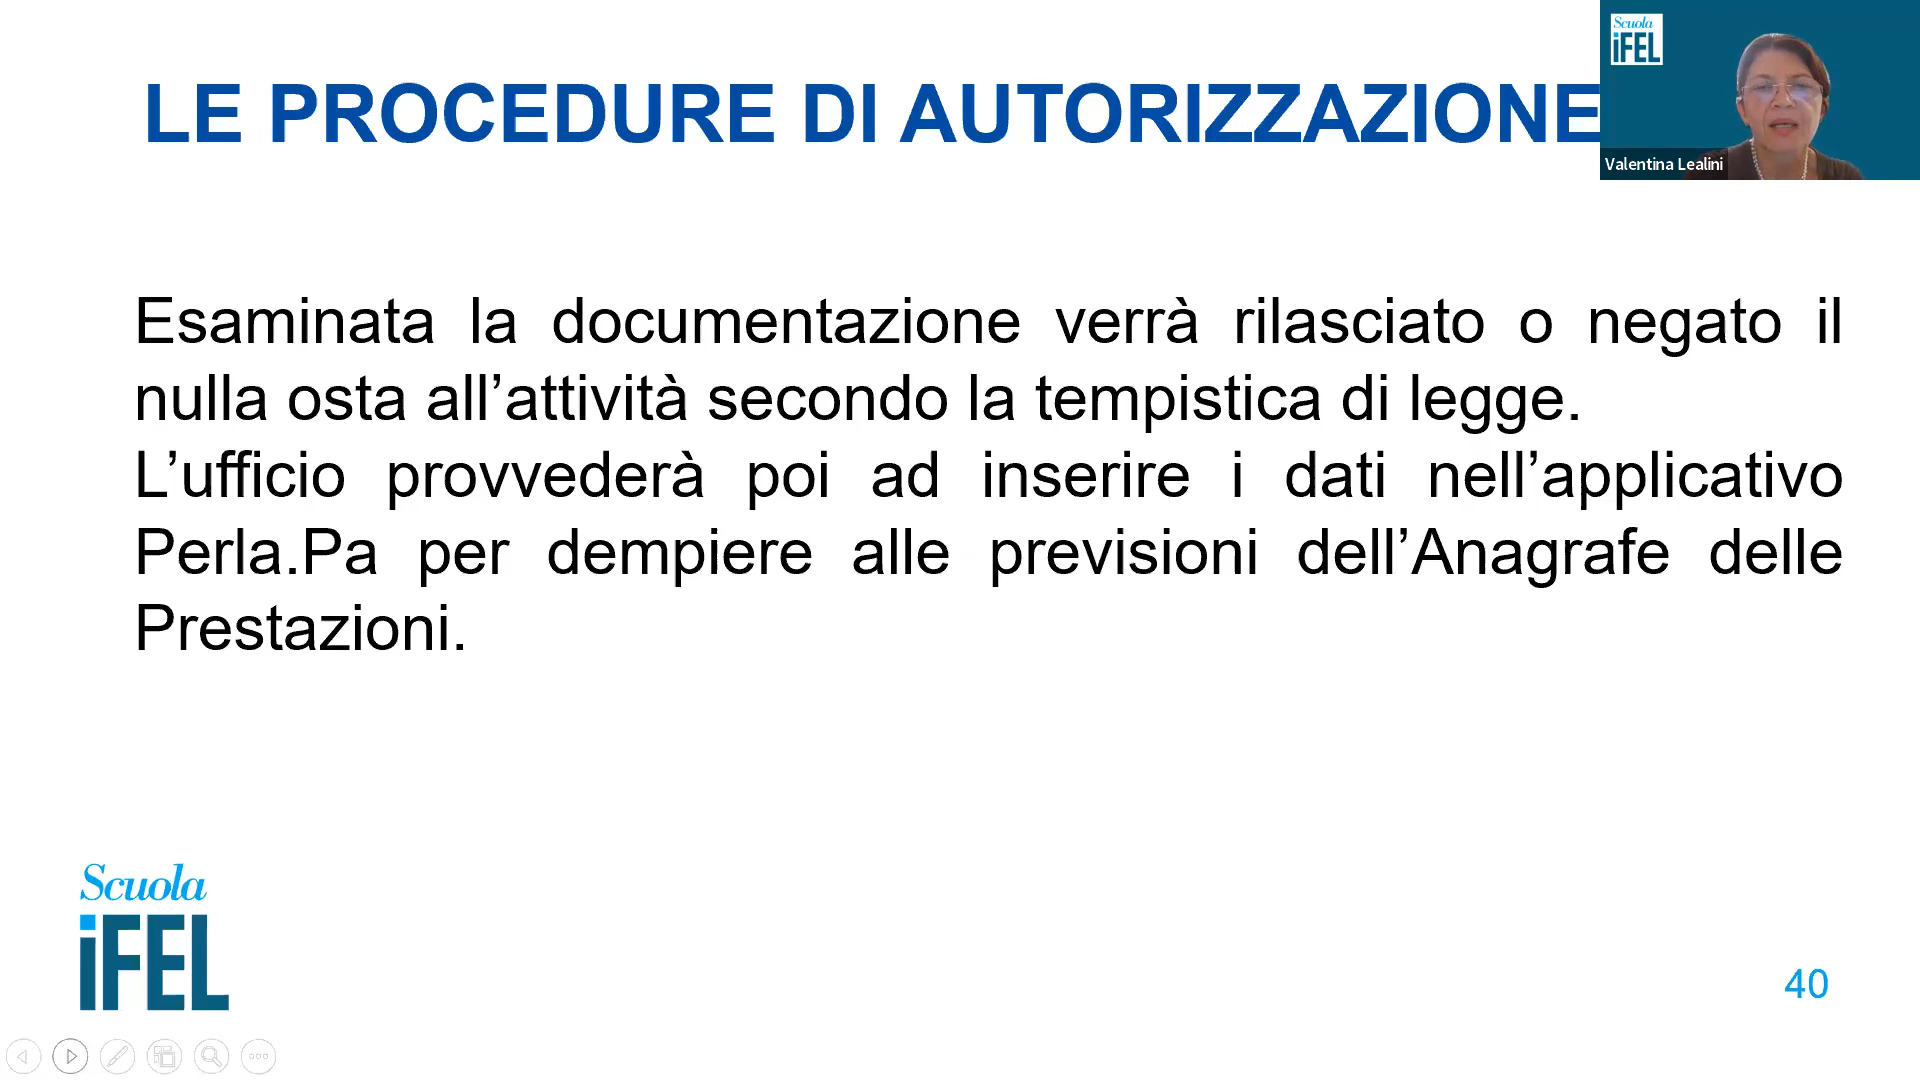 LE PROCEDURE DI AUTORIZZAZIONE
Scuola
iFEL
Valentina Lealini
Esaminata la documentazione verrà rilasciato o negato il
nulla osta all’attività secondo la tempistica di legge.
L’ufficio provvederà poi ad inserire i dati nell’applicativo
Perla.Pa per dempiere alle previsioni dell’Anagrafe delle
Prestazioni.
Scuola
iFEL
40